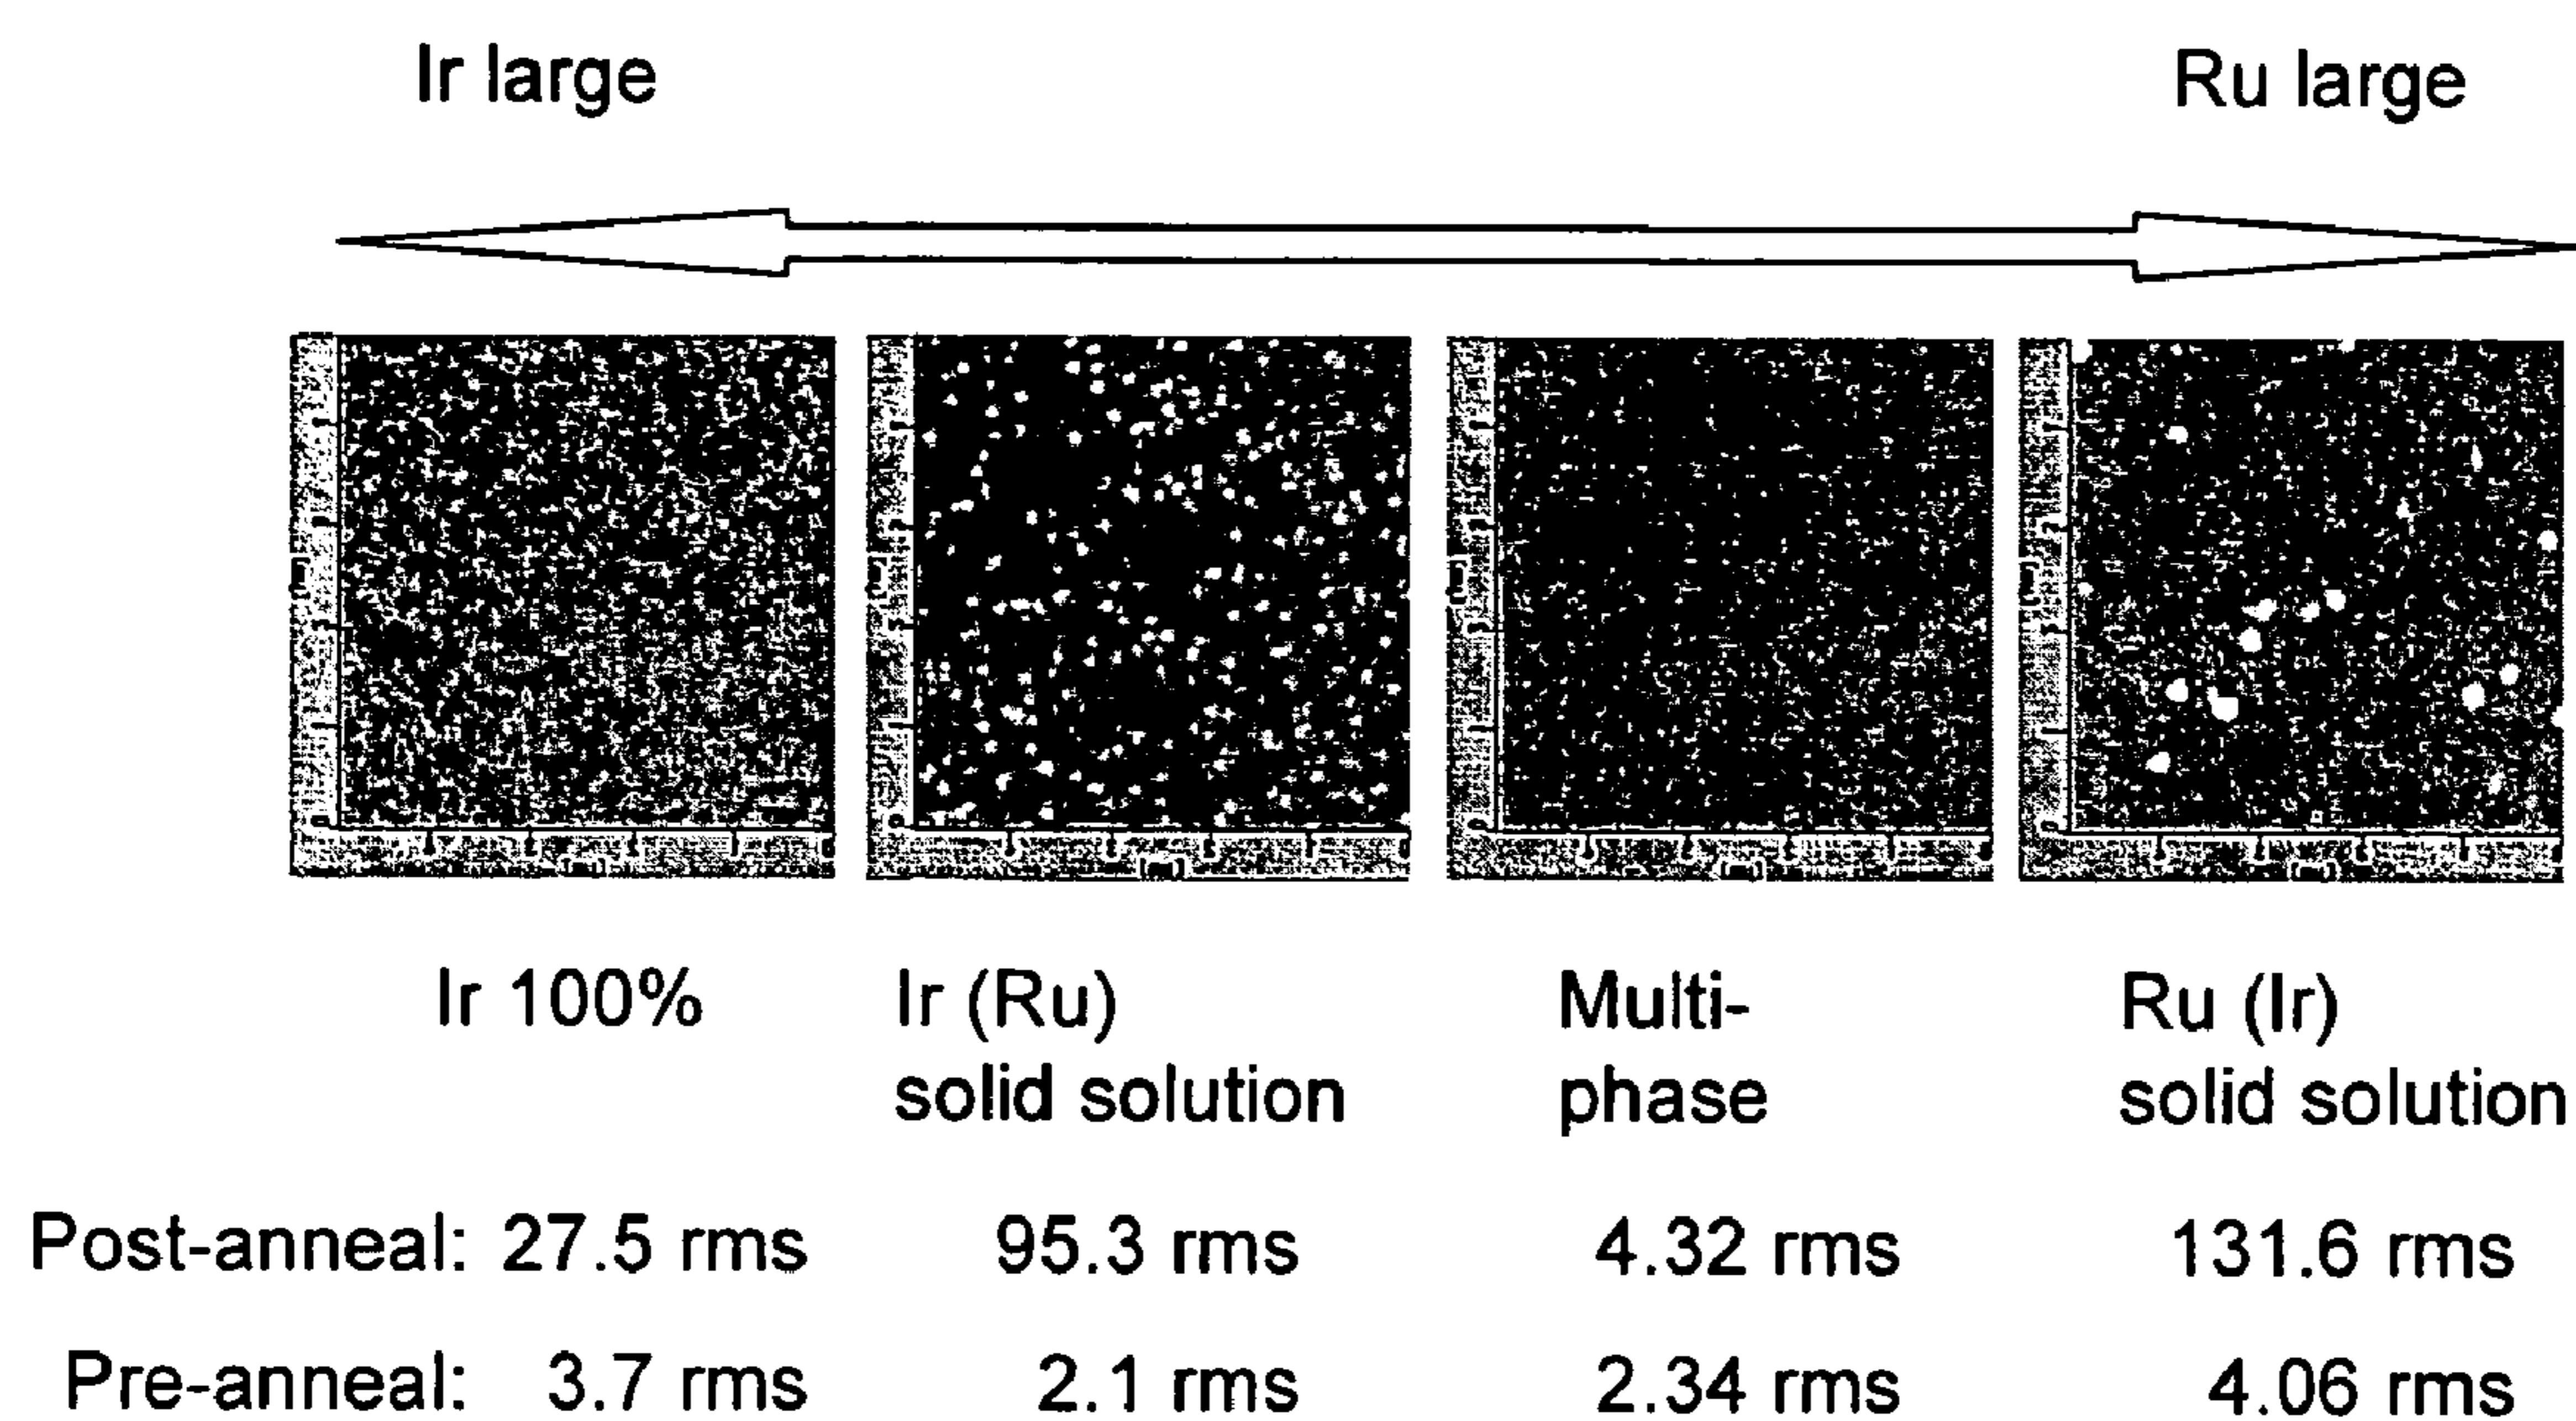 Ir large Ru large
Ir 100% Ir (Ru) Multi- Ru (Ir)
solid solution phase solid solution
Post-anneal: 27.5 rms 95.3 rms 4.32 rms 131.6 rms
Pre-anneal: 3.7 rms 2.1 rms 2.34 rms 4.06 rms